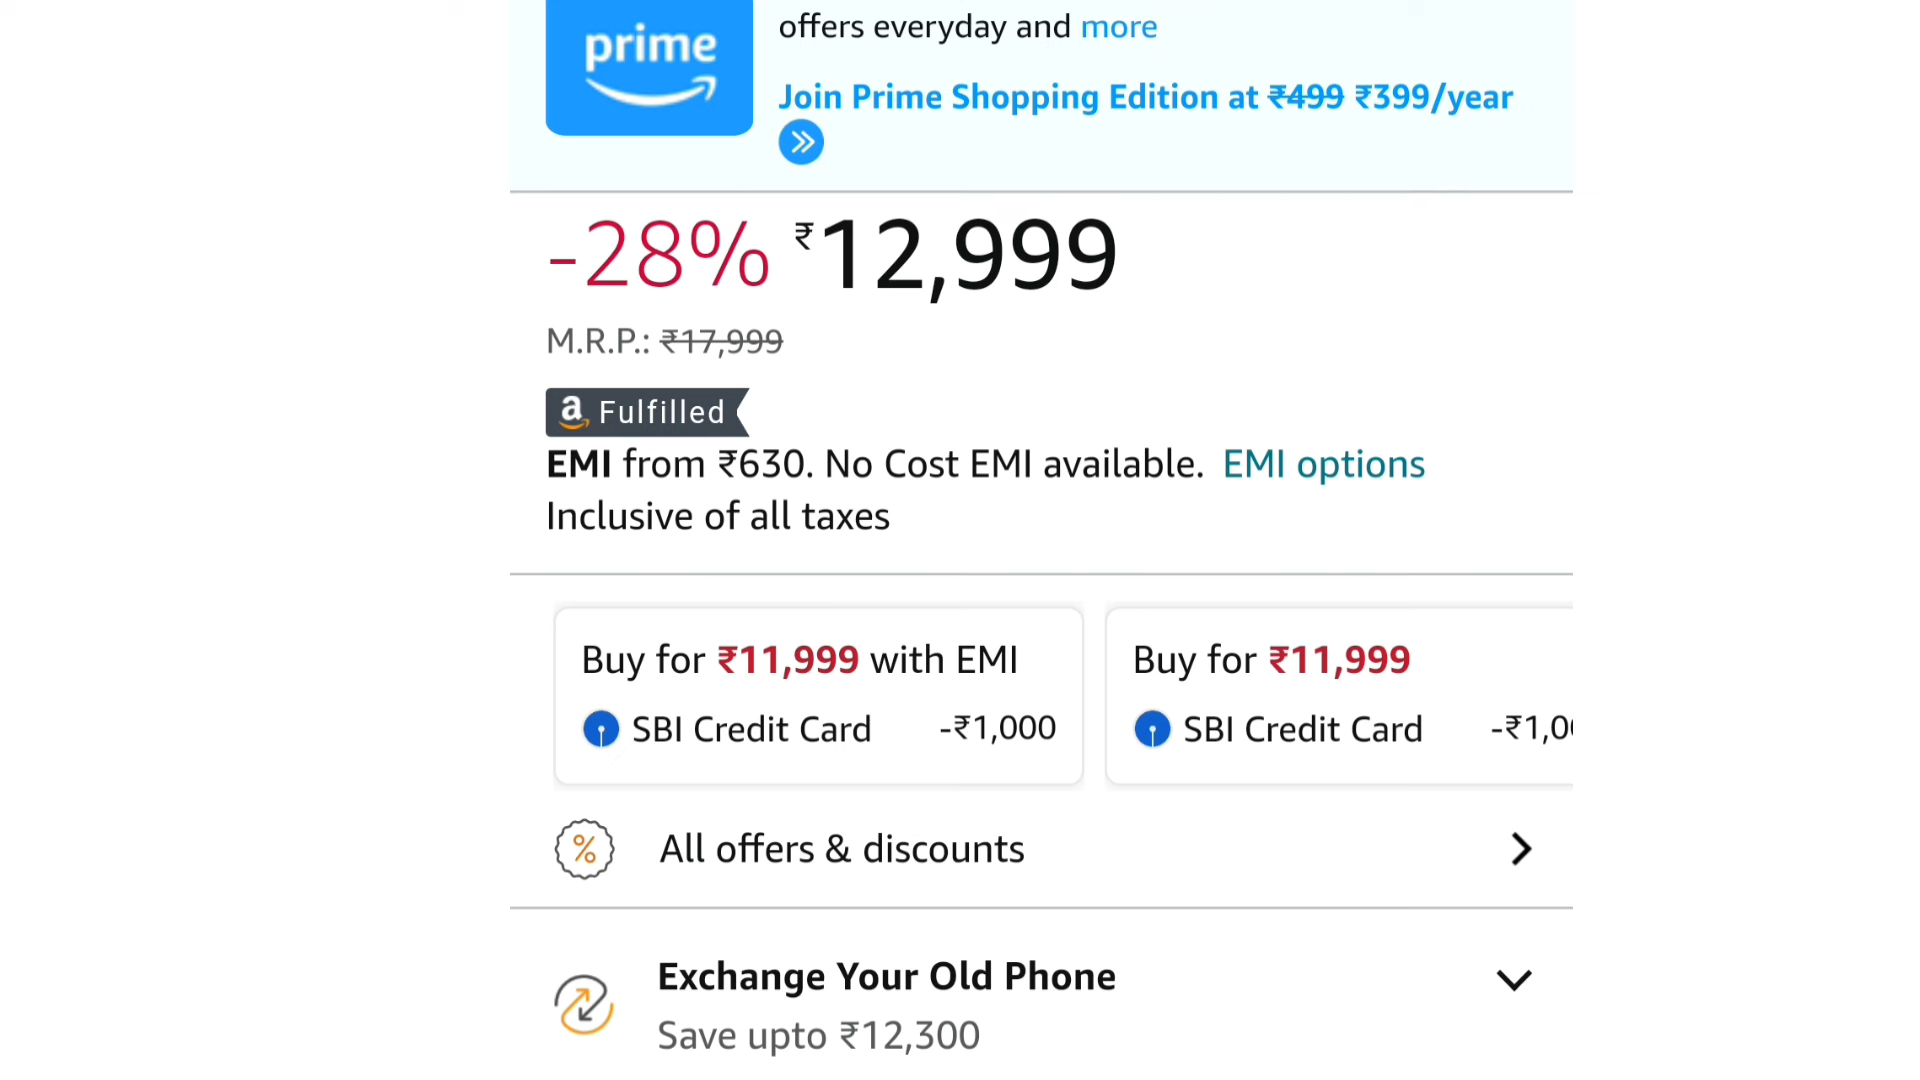 prime
offers everyday and more
Join Prime Shopping Edition at ₹499 ₹399/year
-28% ₹12,999
M.R.P.: ₹17,999
a Fulfilled
EMI from ₹630. No Cost EMI available. EMI options
Inclusive of all taxes
Buy for ₹11,999 with EMI
SBI Credit Card -₹1,000
Buy for ₹11,999
SBI Credit Card -₹1,0
% All offers & discounts
Exchange Your Old Phone
Save upto ₹12,300